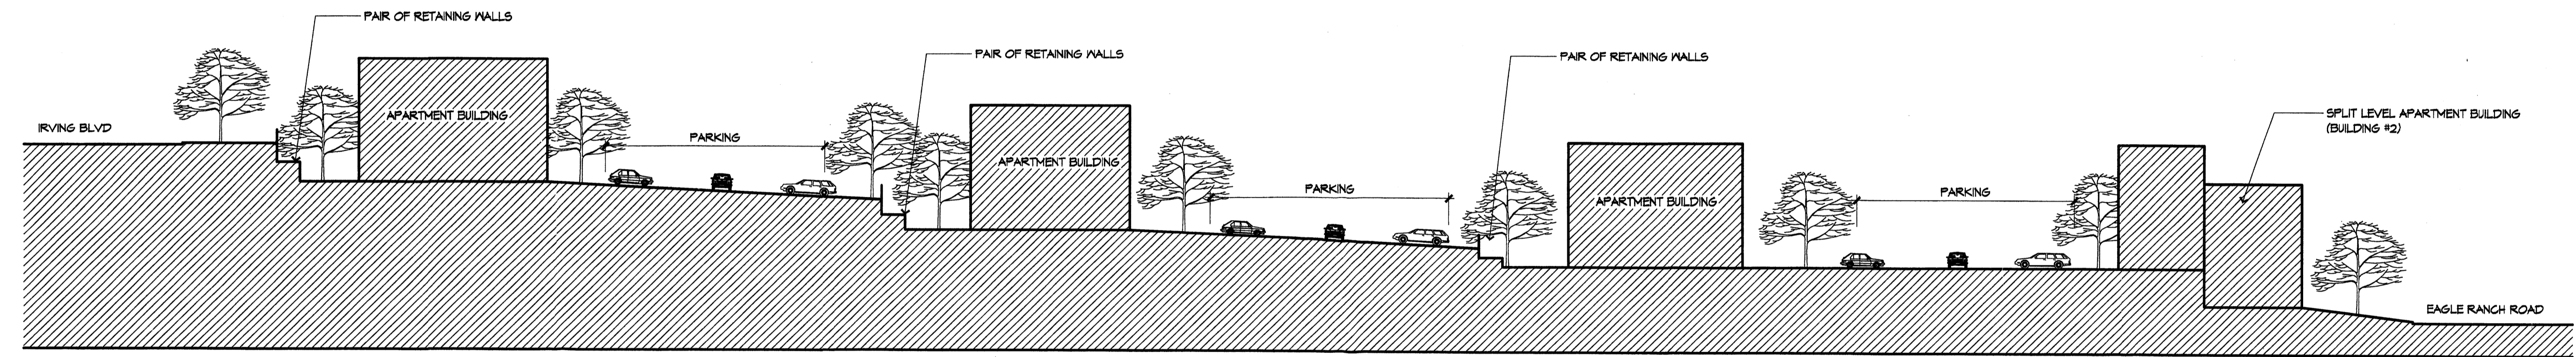 PAIR OF RETAINING WALLS
PAIR OF RETAINING WALLS
PAIR OF RETAINING WALLS
IRVING BLVD
APARTMENT BUILDING
PARKING
APARTMENT BUILDING
PARKING
APARTMENT BUILDING
PARKING
SPLIT LEVEL APARTMENT BUILDING
(BUILDING #2)
EAGLE RANCH ROAD